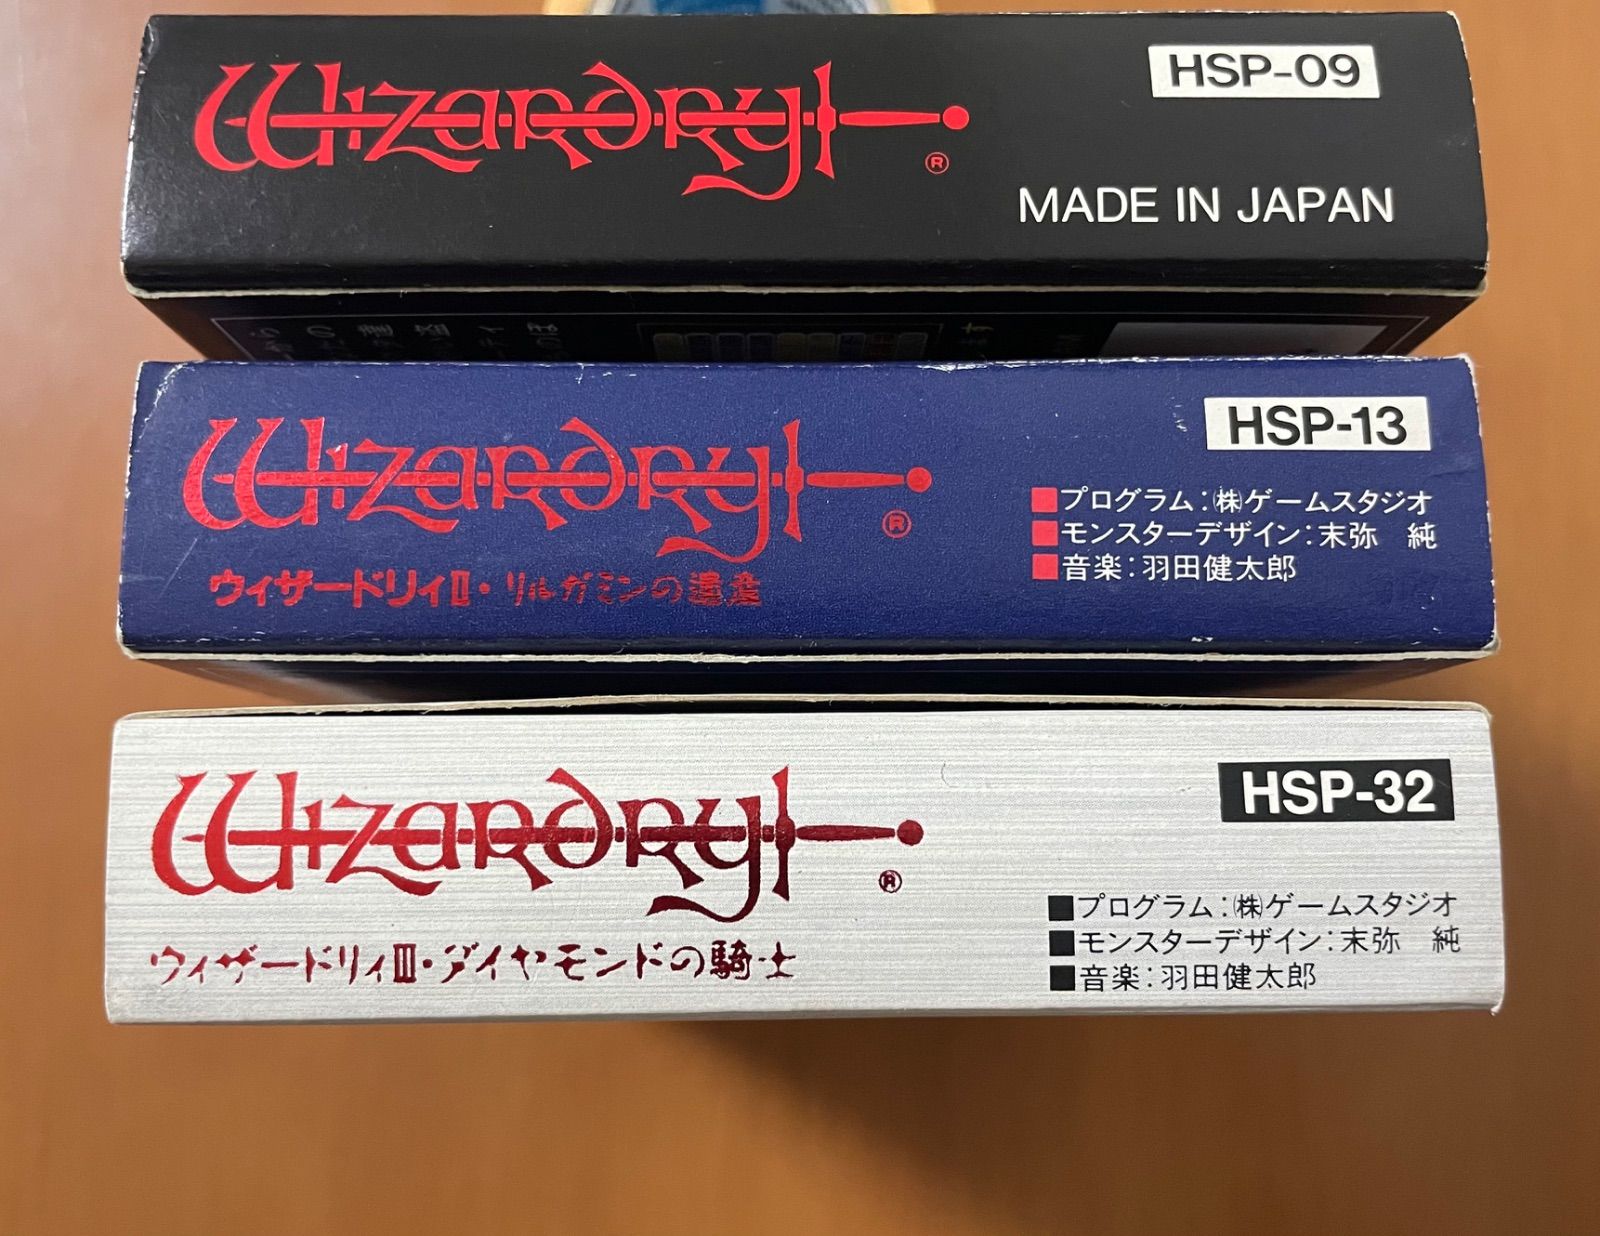 Wizardry®
HSP-09
MADE IN JAPAN
Wizardry®
ウィザードリィⅡ・リルガミンの遺産
HSP-13
■プログラム:㈱ゲームスタジオ
■モンスターデザイン:末弥 純
■音楽:羽田健太郎
Wizardry®
ウィザードリィⅢ・ダイヤモンドの騎士
HSP-32
■プログラム:㈱ゲームスタジオ
■モンスターデザイン:末弥 純
■音楽:羽田健太郎